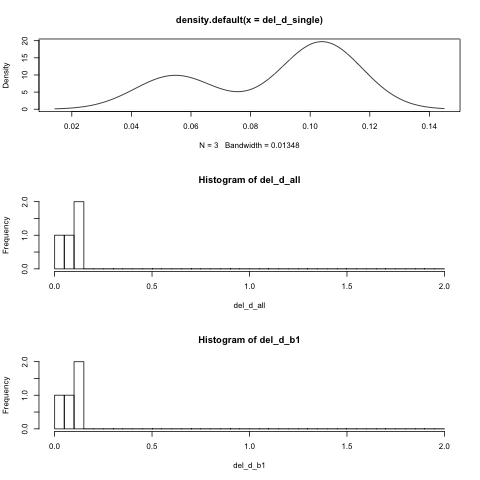 density.default(x = del_d_single)
Density
0 5 10 15 20
0.02 0.04 0.06 0.08 0.10 0.12 0.14
N = 3 Bandwidth = 0.01348
Histogram of del_d_all
Frequency
0.0 1.0 2.0
0.0 0.5 1.0 1.5 2.0
del_d_all
Histogram of del_d_b1
Frequency
0.0 1.0 2.0
0.0 0.5 1.0 1.5 2.0
del_d_b1